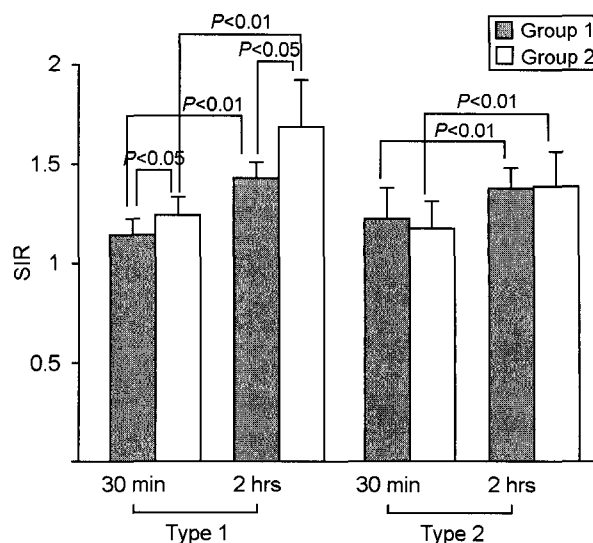 Group 1
Group 2
P<0.01
P<0.05
P<0.01
P<0.05
P<0.01
P<0.01
2
1.5
1
0.5
SIR
30 min
2 hrs
30 min
2 hrs
Type 1
Type 2